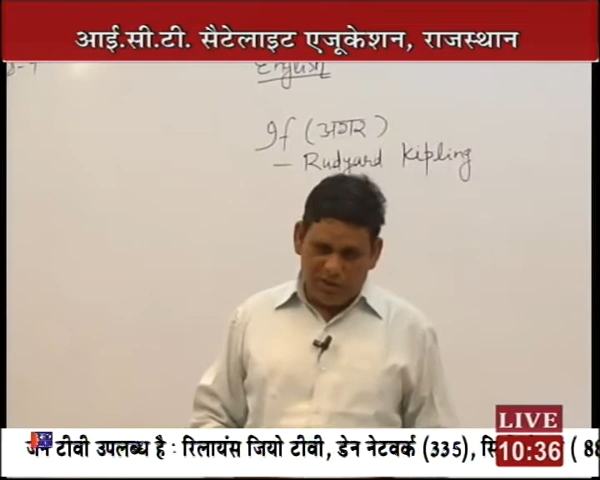 आई.सी.टी. सैटेलाइट एजूकेशन, राजस्थान
English
If (अगर)
– Rudyard Kipling
LIVE
10:36
टीवी उपलब्ध है : रिलायंस जियो टीवी, डेन नेटवर्क (335),